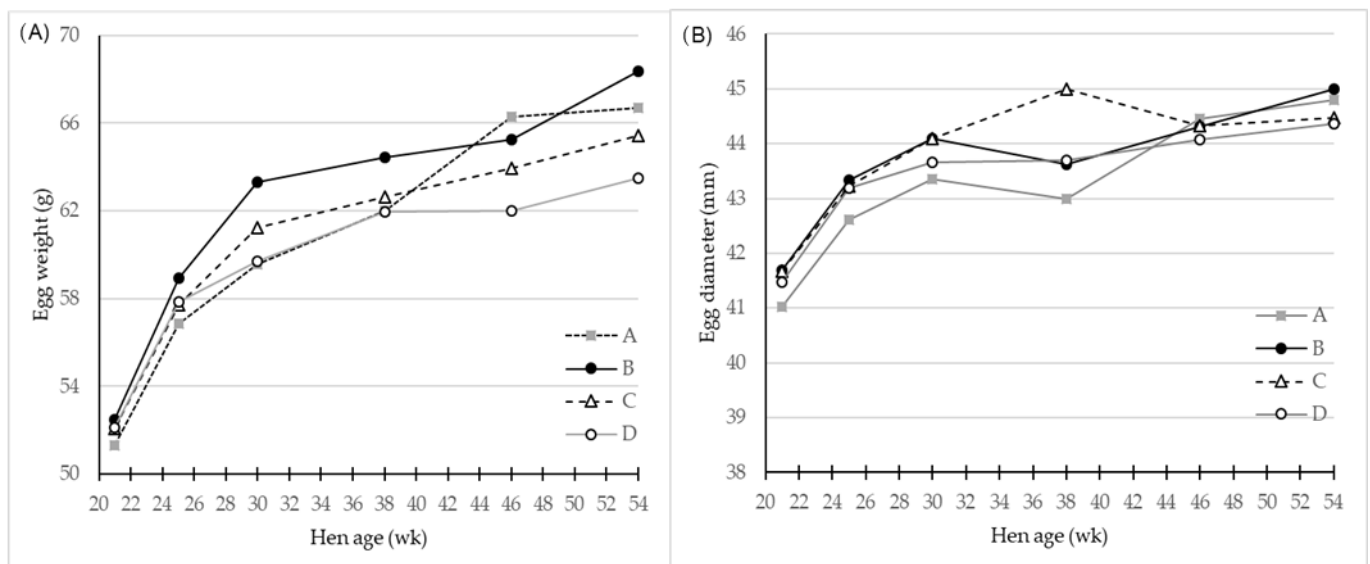 (A)
70
66
62
58
54
50
Egg weight (g)
A
B
C
D
20 22 24 26 28 30 32 34 36 38 40 42 44 46 48 50 52 54
Hen age (wk)
(B)
46
45
44
43
42
41
40
39
38
Egg diameter (mm)
A
B
C
D
20 22 24 26 28 30 32 34 36 38 40 42 44 46 48 50 52 54
Hen age (wk)